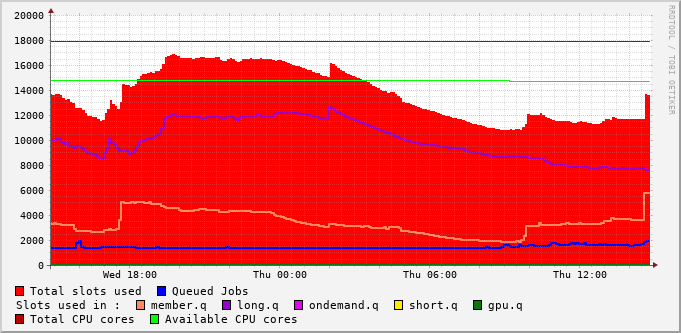 20000
18000
16000
14000
12000
10000
8000
6000
4000
2000
0
Wed 18:00 Thu 00:00 Thu 06:00 Thu 12:00
Total slots used Queued Jobs
Slots used in : member.q long.q ondemand.q short.q gpu.q
Total CPU cores Available CPU cores
RRDTOOL / TOBI OETIKER